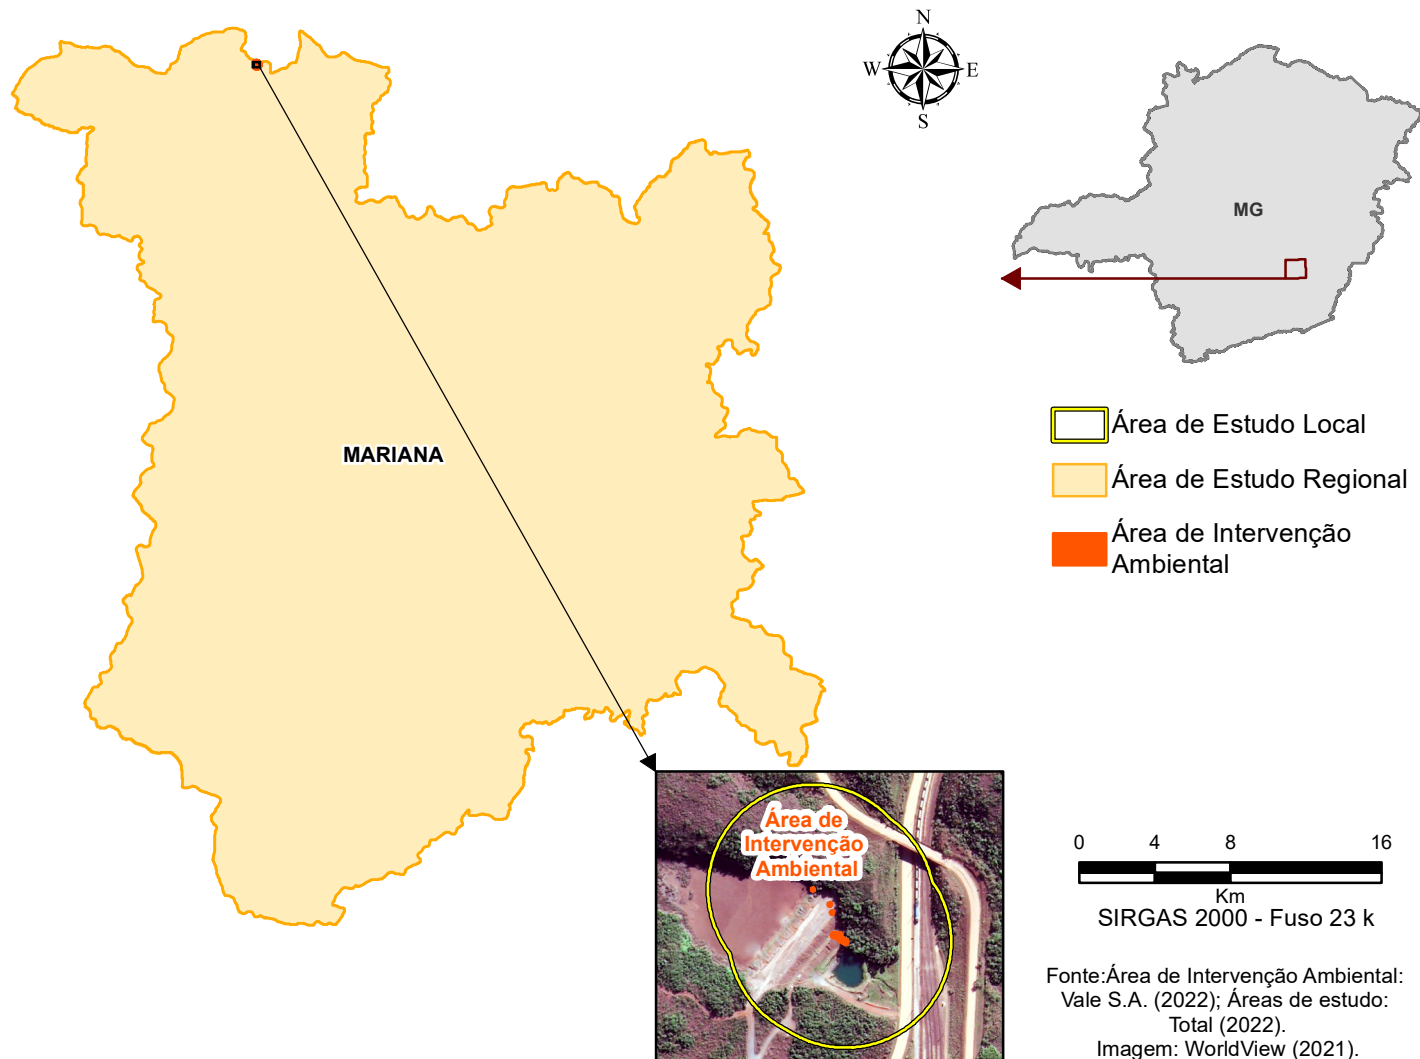 N
W
E
S
MG
MARIANA
Área de Estudo Local
Área de Estudo Regional
Área de Intervenção
Ambiental
Área de
Intervenção
Ambiental
0 4 8 16
Km
SIRGAS 2000 - Fuso 23 k
Fonte:Área de Intervenção Ambiental:
Vale S.A. (2022); Áreas de estudo:
Total (2022).
Imagem: WorldView (2021).